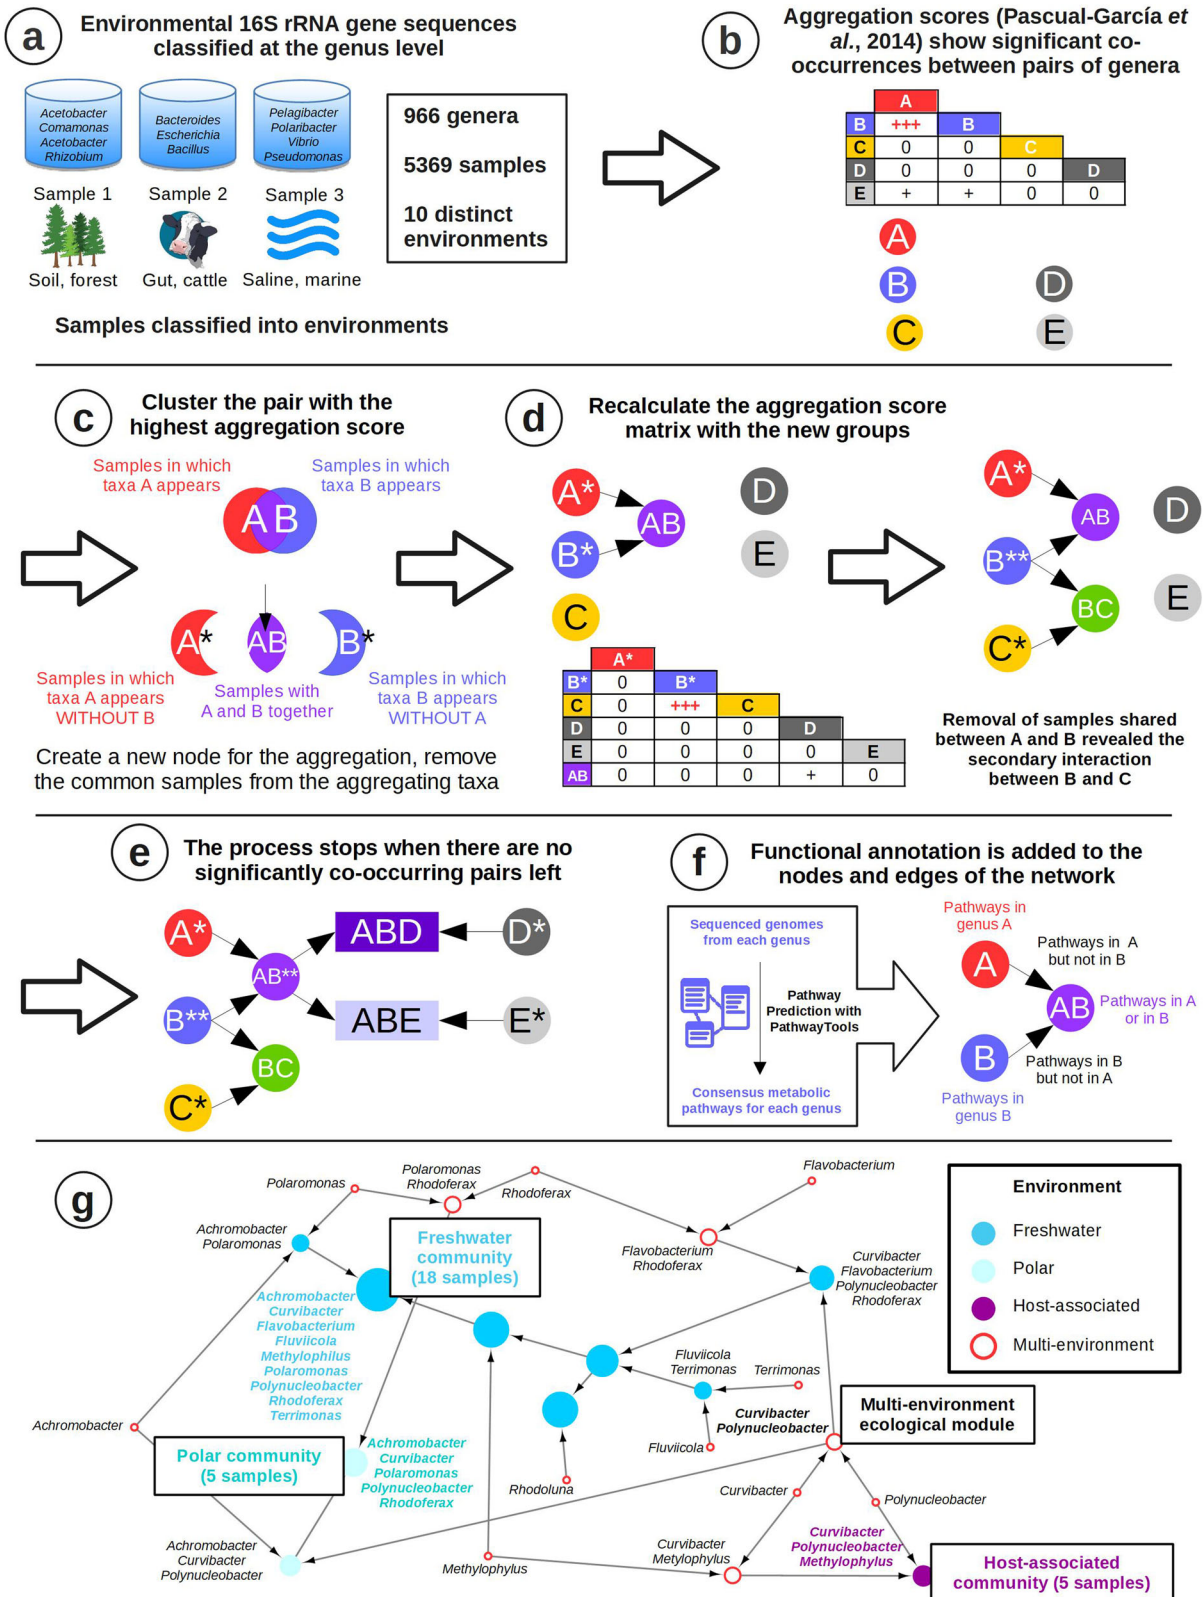 a
Environmental 16S rRNA gene sequences
classified at the genus level
Acetobacter
Comamonas
Acetobacter
Rhizobium
Bacteroides
Escherichia
Bacillus
Pelagibacter
Polaribacter
Vibrio
Pseudomonas
Sample 1
Sample 2
Sample 3
Soil, forest
Gut, cattle
Saline, marine
966 genera
5369 samples
10 distinct
environments
Samples classified into environments
b
Aggregation scores (Pascual-García et
al., 2014) show significant co-
occurrences between pairs of genera
A
B +++ B
C 0 0 C
D 0 0 0 D
E + + 0 0
A
B
C
D
E
c
Cluster the pair with the
highest aggregation score
Samples in which
taxa A appears
Samples in which
taxa B appears
A B
A*
AB
B*
Samples in which
taxa A appears
WITHOUT B
Samples with
A and B together
Samples in which
taxa B appears
WITHOUT A
Create a new node for the aggregation, remove
the common samples from the aggregating taxa
d
Recalculate the aggregation score
matrix with the new groups
A*
B*
C
AB
D
E
A*
B* 0 B*
C 0 +++ C
D 0 0 0 D
E 0 0 0 0 E
AB 0 0 0 + 0
A*
B**
C*
AB
BC
D
E
Removal of samples shared
between A and B revealed the
secondary interaction
between B and C
e
The process stops when there are no
significantly co-occurring pairs left
A*
B**
C*
AB**
BC
ABD
ABE
D*
E*
f
Functional annotation is added to the
nodes and edges of the network
Sequenced genomes
from each genus
Pathway
Prediction with
PathwayTools
Consensus metabolic
pathways for each genus
Pathways in
genus A
A
Pathways in A
but not in B
AB
Pathways in A
or in B
B
Pathways in B
but not in A
Pathways in
genus B
g
Polaromonas
Polaromonas
Rhodoferax
Rhodoferax
Flavobacterium
Achromobacter
Polaromonas
Freshwater
community
(18 samples)
Flavobacterium
Rhodoferax
Curvibacter
Flavobacterium
Polynucleobacter
Rhodoferax
Achromobacter
Curvibacter
Flavobacterium
Fluviicola
Methylophilus
Polaromonas
Polynucleobacter
Rhodoferax
Terrimonas
Fluviicola
Terrimonas
Terrimonas
Curvibacter
Polynucleobacter
Multi-environment
ecological module
Achromobacter
Polar community
(5 samples)
Achromobacter
Curvibacter
Polaromonas
Polynucleobacter
Rhodoferax
Fluviicola
Rhodoluna
Curvibacter
Polynucleobacter
Achromobacter
Curvibacter
Polynucleobacter
Methylophylus
Curvibacter
Metylophylus
Curvibacter
Polynucleobacter
Methylophylus
Host-associated
community (5 samples)
Environment
Freshwater
Polar
Host-associated
Multi-environment